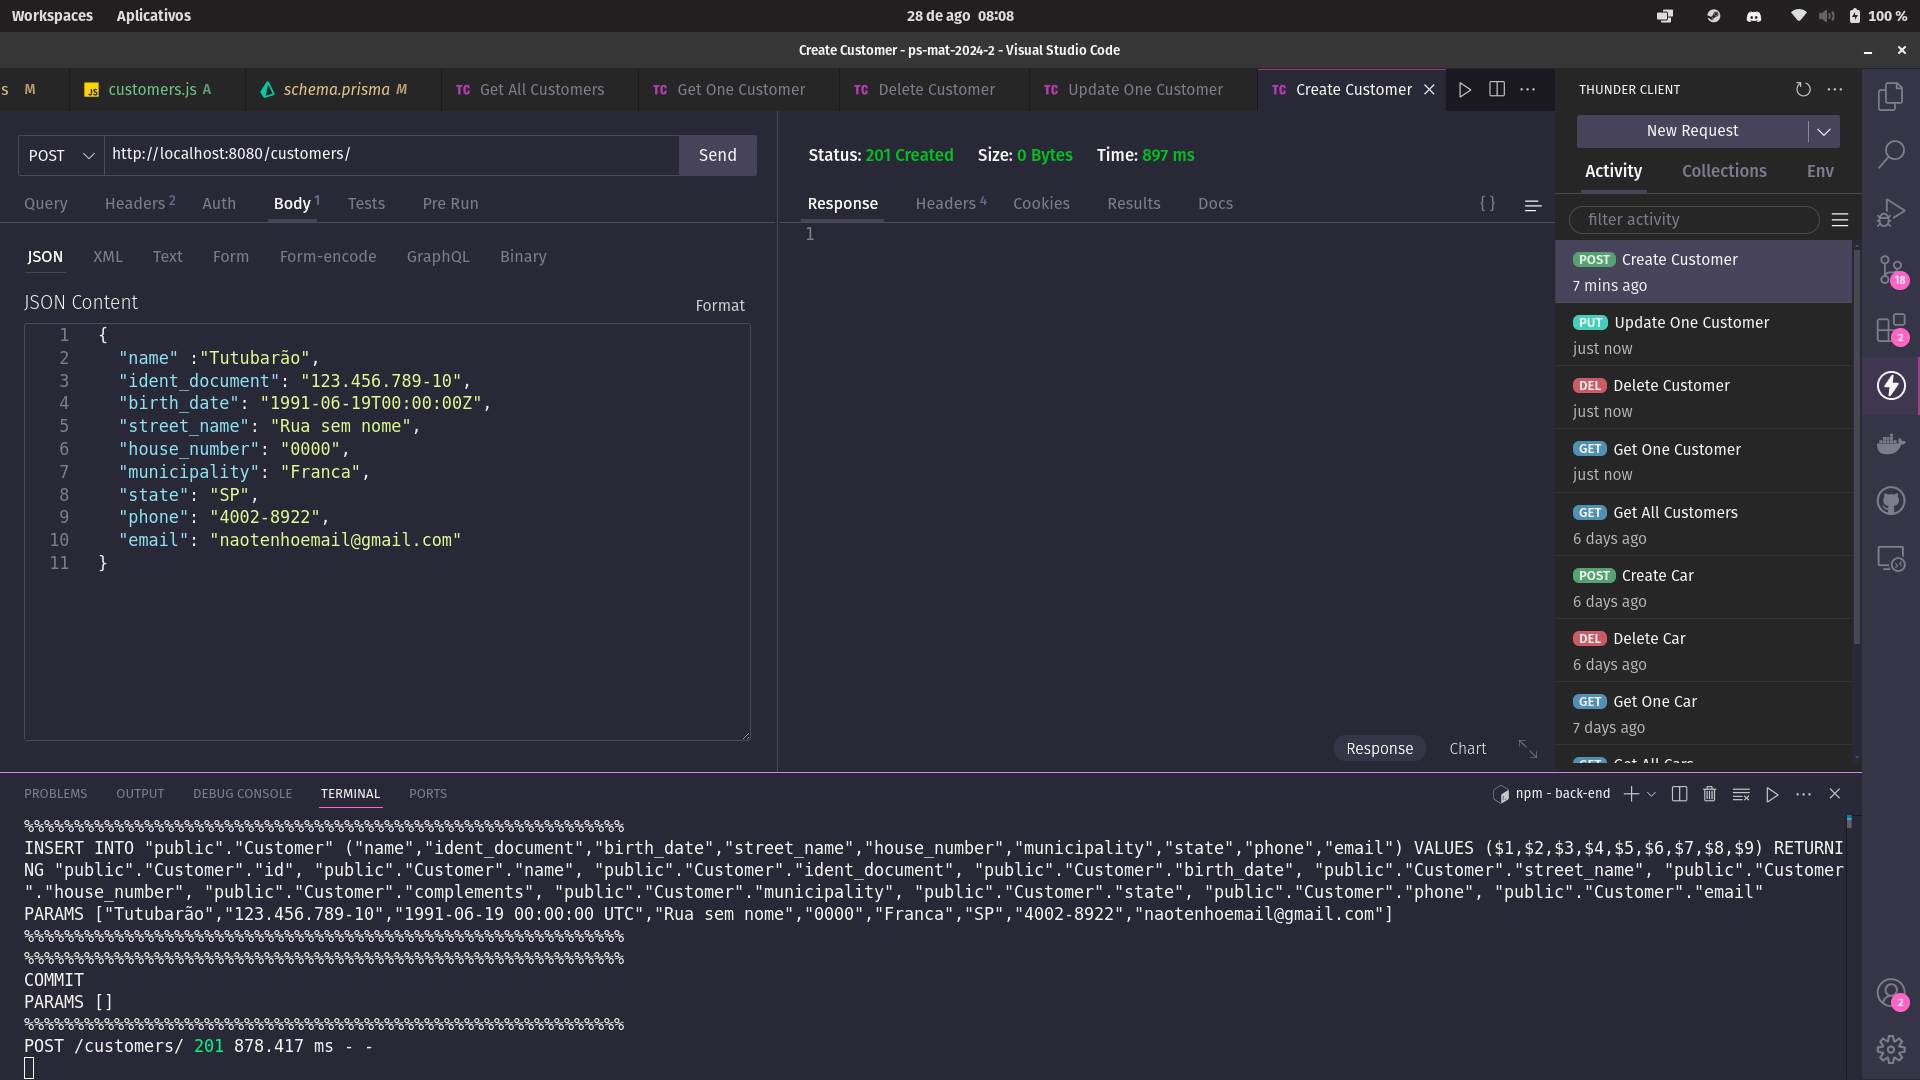 Workspaces Aplicativos 28 de ago 08:08 100 %
Create Customer - ps-mat-2024-2 - Visual Studio Code
s M JS customers.js A schema.prisma M TC Get All Customers TC Get One Customer TC Delete Customer TC Update One Customer TC Create Customer
THUNDER CLIENT
New Request
Activity Collections Env
filter activity
POST Create Customer
7 mins ago
PUT Update One Customer
just now
DEL Delete Customer
just now
GET Get One Customer
just now
GET Get All Customers
6 days ago
POST Create Car
6 days ago
DEL Delete Car
6 days ago
GET Get One Car
7 days ago
GET Get All Cars
POST http://localhost:8080/customers/ Send
Query Headers 2 Auth Body 1 Tests Pre Run
JSON XML Text Form Form-encode GraphQL Binary
JSON Content Format
1 {
2 "name" :"Tutubarão",
3 "ident_document": "123.456.789-10",
4 "birth_date": "1991-06-19T00:00:00Z",
5 "street_name": "Rua sem nome",
6 "house_number": "0000",
7 "municipality": "Franca",
8 "state": "SP",
9 "phone": "4002-8922",
10 "email": "naotenhoemail@gmail.com"
11 }
Status: 201 Created Size: 0 Bytes Time: 897 ms
Response Headers 4 Cookies Results Docs { }
1
Response Chart
18
2
2
PROBLEMS OUTPUT DEBUG CONSOLE TERMINAL PORTS npm - back-end
%%%%%%%%%%%%%%%%%%%%%%%%%%%%%%%%%%%%%%%%%%%%%%%%%%%%%%%%%%%%
INSERT INTO "public"."Customer" ("name","ident_document","birth_date","street_name","house_number","municipality","state","phone","email") VALUES ($1,$2,$3,$4,$5,$6,$7,$8,$9) RETURNI
NG "public"."Customer"."id", "public"."Customer"."name", "public"."Customer"."ident_document", "public"."Customer"."birth_date", "public"."Customer"."street_name", "public"."Customer
"."house_number", "public"."Customer"."complements", "public"."Customer"."municipality", "public"."Customer"."state", "public"."Customer"."phone", "public"."Customer"."email"
PARAMS ["Tutubarão","123.456.789-10","1991-06-19 00:00:00 UTC","Rua sem nome","0000","Franca","SP","4002-8922","naotenhoemail@gmail.com"]
%%%%%%%%%%%%%%%%%%%%%%%%%%%%%%%%%%%%%%%%%%%%%%%%%%%%%%%%%%%%
%%%%%%%%%%%%%%%%%%%%%%%%%%%%%%%%%%%%%%%%%%%%%%%%%%%%%%%%%%%%
COMMIT
PARAMS []
%%%%%%%%%%%%%%%%%%%%%%%%%%%%%%%%%%%%%%%%%%%%%%%%%%%%%%%%%%%%
POST /customers/ 201 878.417 ms - -